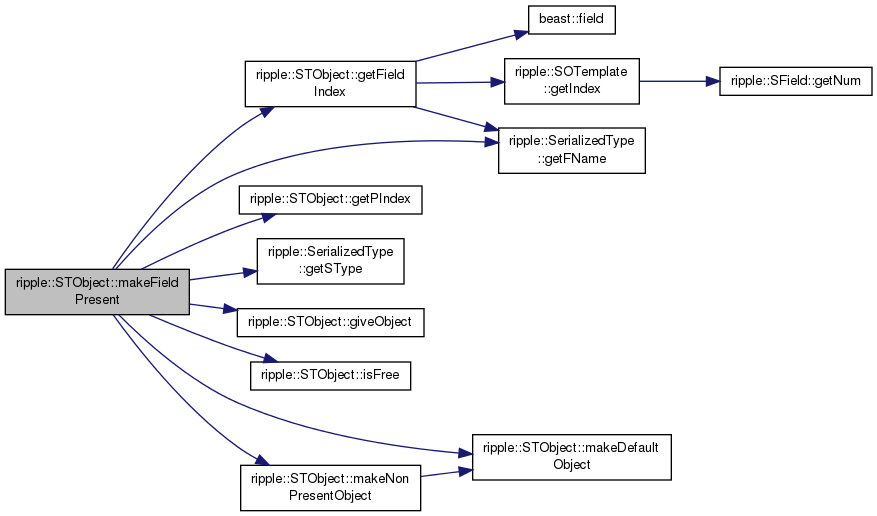 beast::field
ripple::STObject::getField
Index
ripple::SOTemplate
::getIndex
ripple::SField::getNum
ripple::SerializedType
::getFName
ripple::STObject::getPIndex
ripple::SerializedType
::getSType
ripple::STObject::makeField
Present
ripple::STObject::giveObject
ripple::STObject::isFree
ripple::STObject::makeDefault
Object
ripple::STObject::makeNon
PresentObject